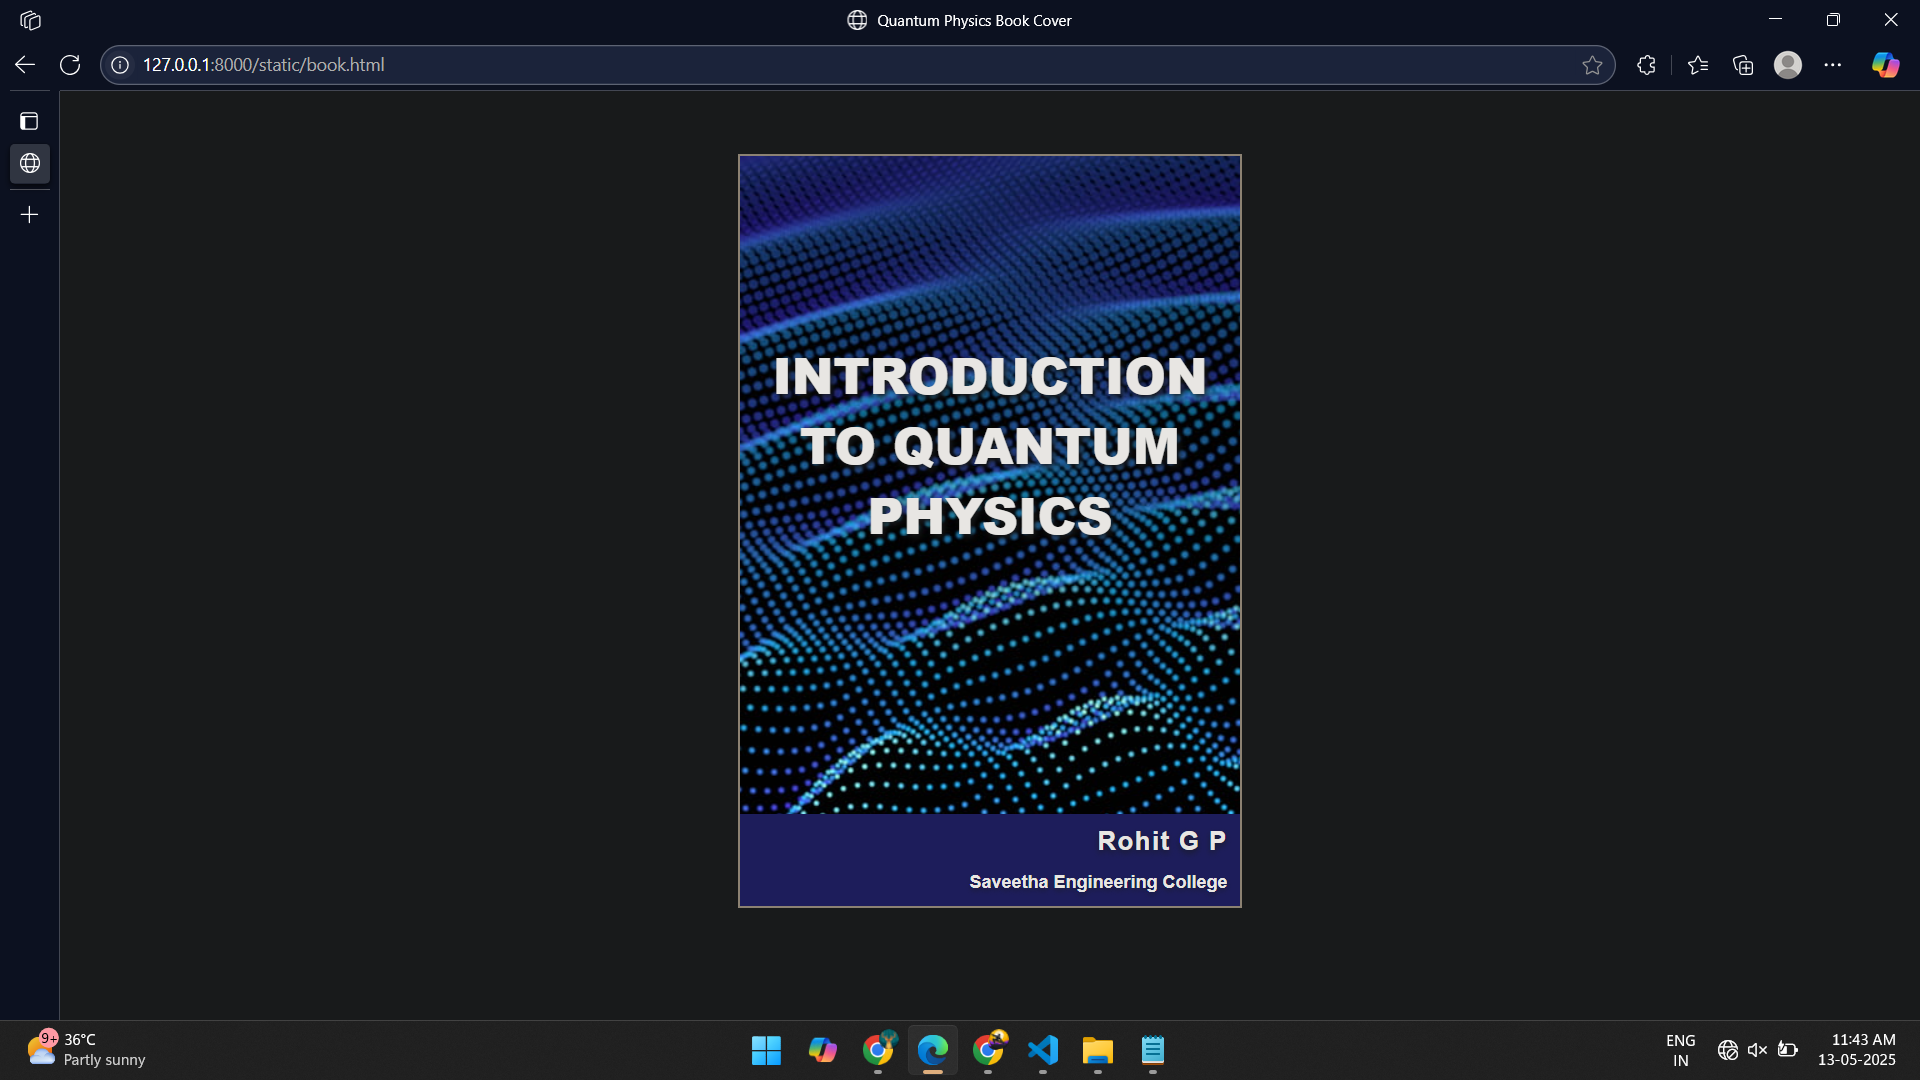 Quantum Physics Book Cover
127.0.0.1:8000/static/book.html
INTRODUCTION
TO QUANTUM
PHYSICS
Rohit G P
Saveetha Engineering College
9+
36°C
Partly sunny
ENG
IN
11:43 AM
13-05-2025